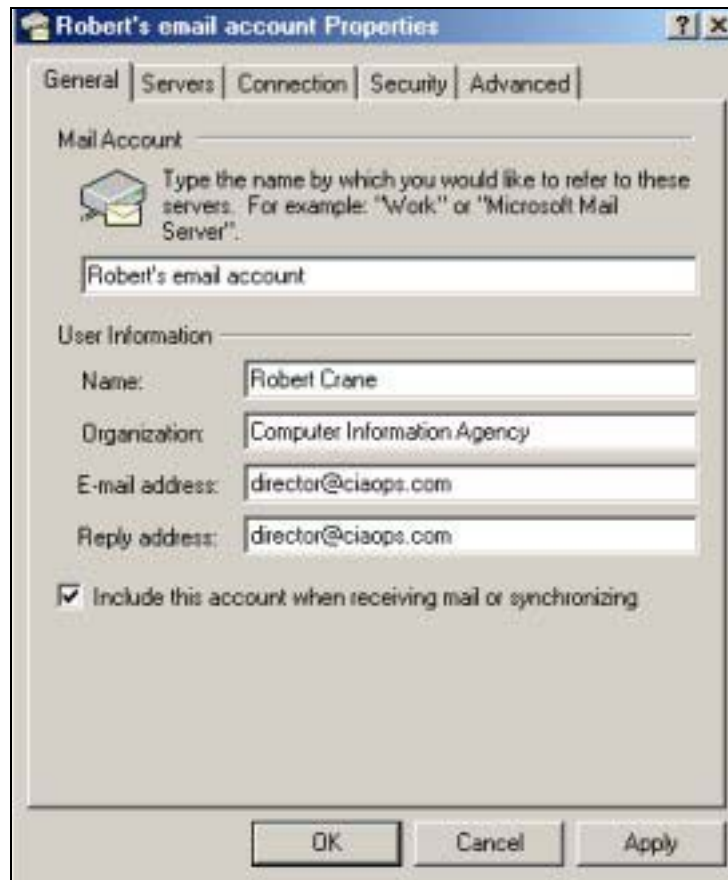 Robert's email account Properties
General Servers Connection Security Advanced
Mail Account
Type the name by which you would like to refer to these
servers. For example: "Work" or "Microsoft Mail
Server".
Robert's email account
User Information
Name: Robert Crane
Organization: Computer Information Agency
E-mail address: director@ciaops.com
Reply address: director@ciaops.com
Include this account when receiving mail or synchronizing
OK Cancel Apply